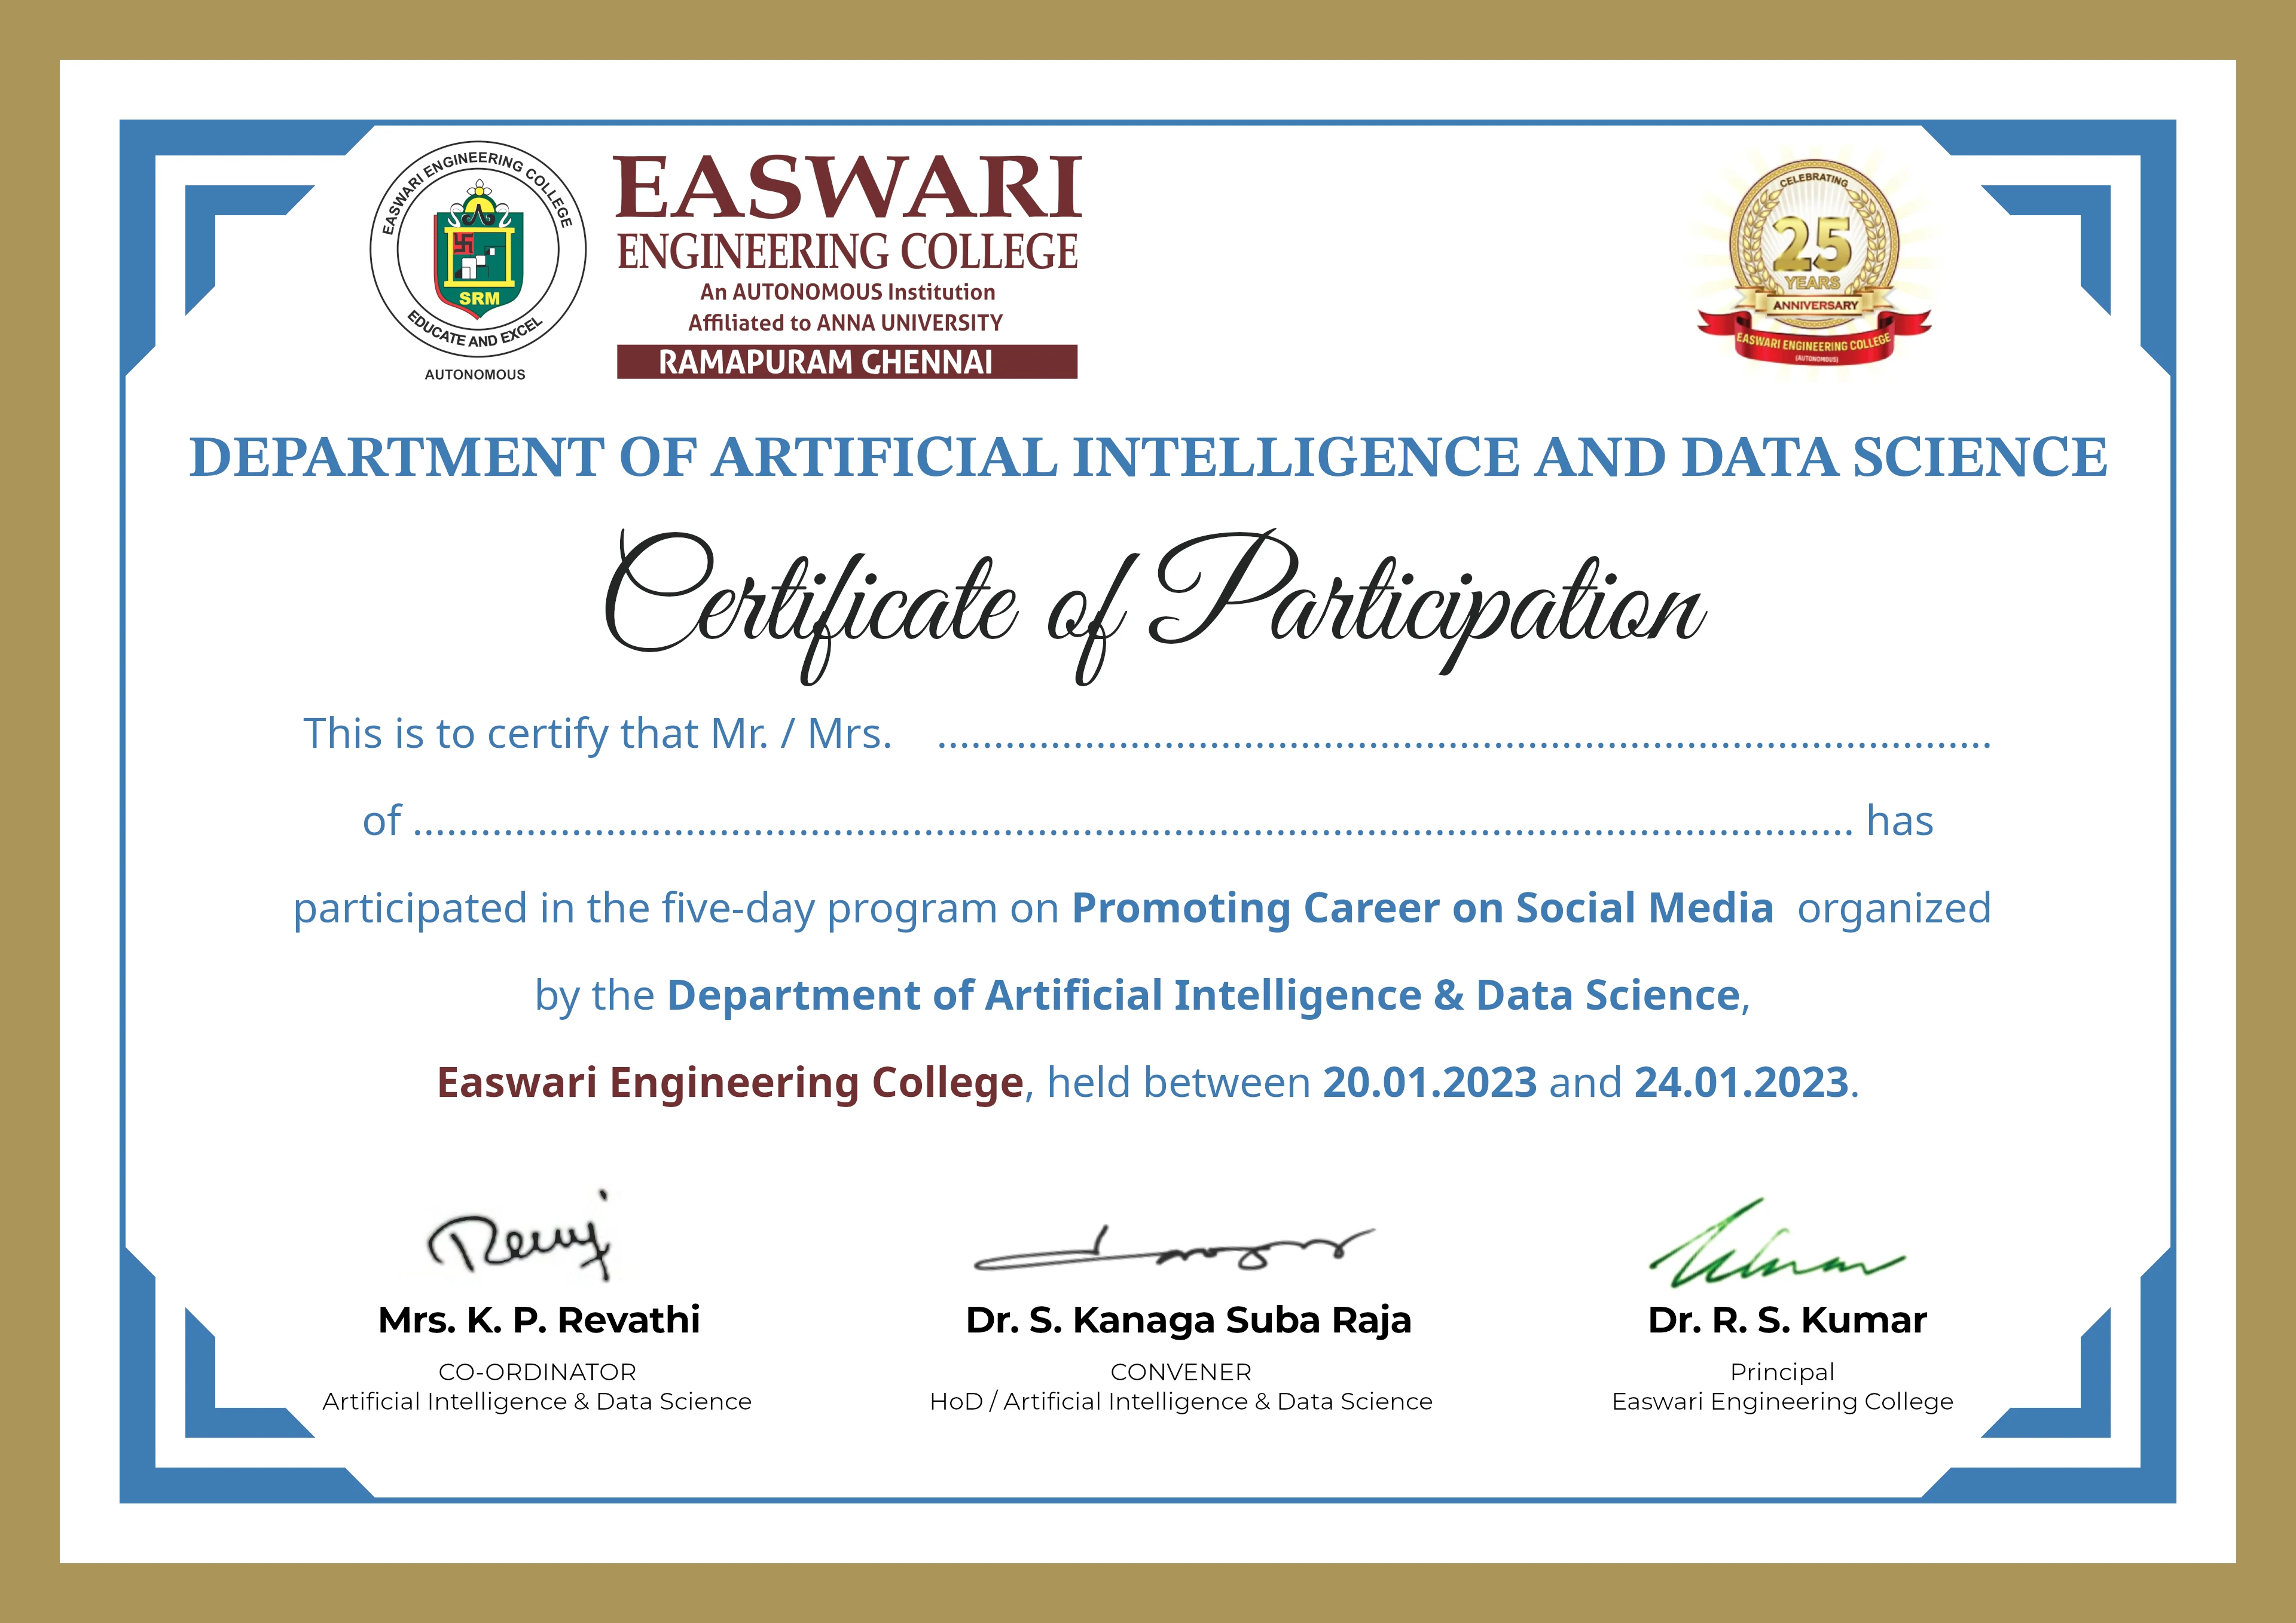 EASWARI ENGINEERING COLLEGE
SRM
EDUCATE AND EXCEL
AUTONOMOUS
EASWARI
ENGINEERING COLLEGE
An AUTONOMOUS Institution
Affiliated to ANNA UNIVERSITY
RAMAPURAM CHENNAI
CELEBRATING
25
YEARS
ANNIVERSARY
EASWARI ENGINEERING COLLEGE
(AUTONOMOUS)
DEPARTMENT OF ARTIFICIAL INTELLIGENCE AND DATA SCIENCE
Certificate of Participation
This is to certify that Mr. / Mrs. ............................................................................................
of .............................................................................................................................. has
participated in the five-day program on Promoting Career on Social Media organized
by the Department of Artificial Intelligence & Data Science,
Easwari Engineering College, held between 20.01.2023 and 24.01.2023.
Mrs. K. P. Revathi
CO-ORDINATOR
Artificial Intelligence & Data Science
Dr. S. Kanaga Suba Raja
CONVENER
HoD / Artificial Intelligence & Data Science
Dr. R. S. Kumar
Principal
Easwari Engineering College